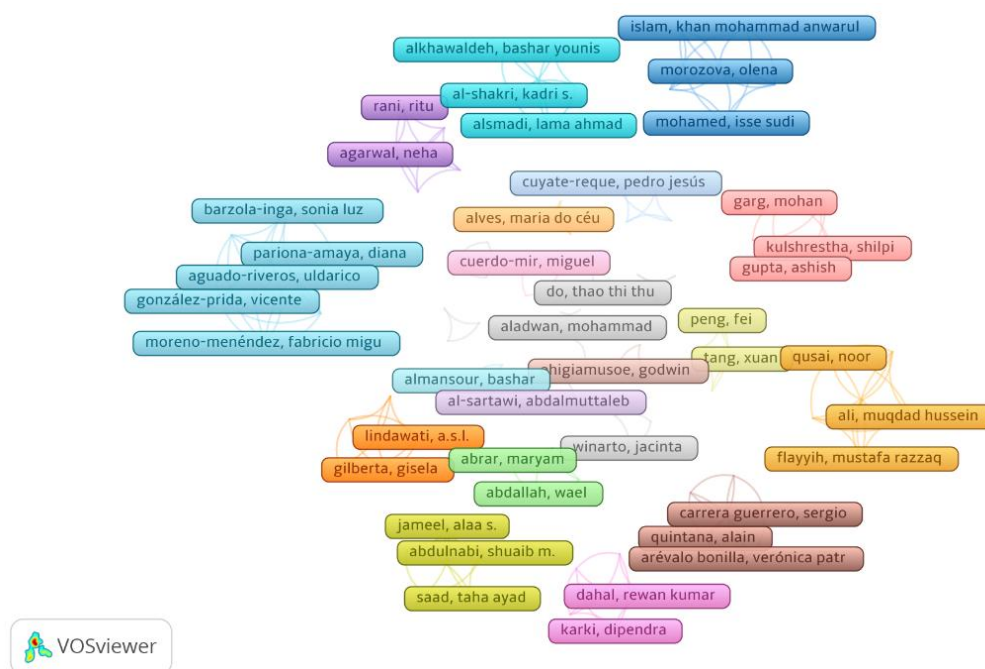 islam, khan mohammad anwarul
alkhawaldeh, bashar younis
morozova, olena
al-shakri, kadri s.
rani, ritu
alsmadi, lama ahmad
mohamed, isse sudi
agarwal, neha
cuyate-reque, pedro jesús
garg, mohan
barzola-inga, sonia luz
alves, maria do céu
kulshrestha, shilpi
pariona-amaya, diana
cuerdo-mir, miguel
gupta, ashish
aguado-riveros, uldarico
do, thao thi thu
gonzález-prida, vicente
peng, fei
aladwan, mohammad
moreno-menéndez, fabricio migu
tang, xuan
qusai, noor
ohigiamusoe, godwin
almansour, bashar
al-sartawi, abdalmuttaleb
ali, muqdad hussein
lindawati, a.s.l.
winarto, jacinta
abrar, maryam
flayyih, mustafa razzaq
gilberta, gisela
abdallah, wael
carrera guerrero, sergio
jameel, alaa s.
quintana, alain
abdulnabi, shuaib m.
arévalo bonilla, verónica patr
saad, taha ayad
dahal, rewan kumar
karki, dipendra
VOSviewer